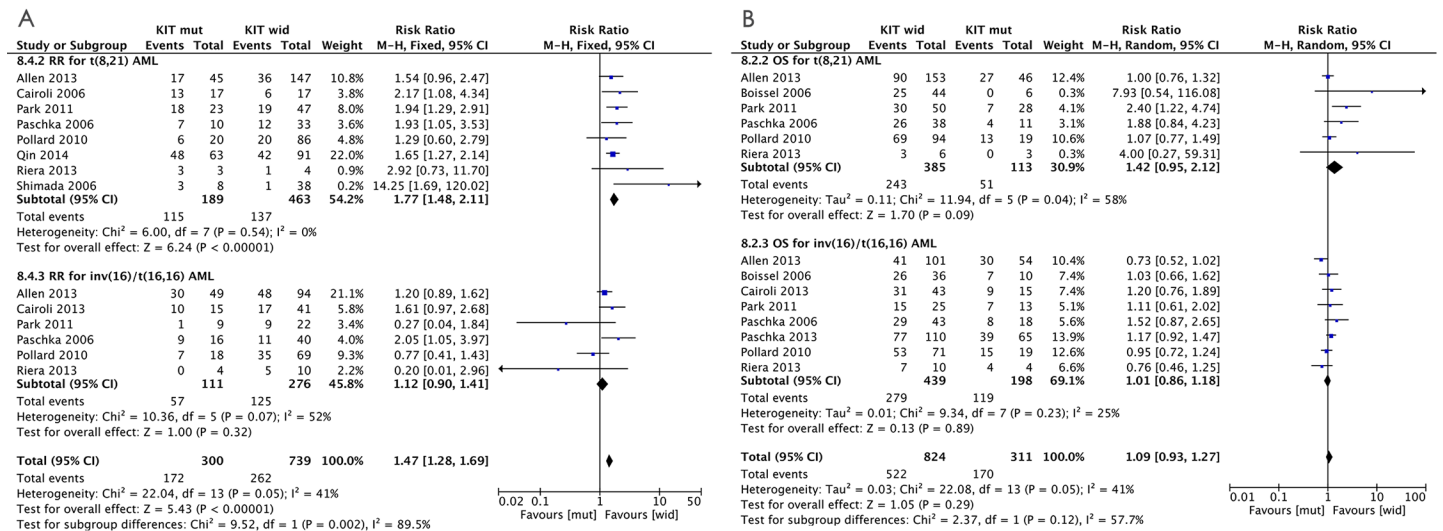 A
KIT mut KIT wid Risk Ratio Risk Ratio
Study or Subgroup Events Total Events Total Weight M-H, Fixed, 95% CI M-H, Fixed, 95% CI
8.4.2 RR for t(8,21) AML
Allen 2013 17 45 36 147 10.8% 1.54 [0.96, 2.47]
Cairoli 2006 13 17 6 17 3.8% 2.17 [1.08, 4.34]
Park 2011 18 23 19 47 8.0% 1.94 [1.29, 2.91]
Paschka 2006 7 10 12 33 3.6% 1.93 [1.05, 3.53]
Pollard 2010 6 20 20 86 4.8% 1.29 [0.60, 2.79]
Qin 2014 48 63 42 91 22.0% 1.65 [1.27, 2.14]
Riera 2013 3 3 1 4 0.9% 2.92 [0.73, 11.70]
Shimada 2006 3 8 1 38 0.2% 14.25 [1.69, 120.02]
Subtotal (95% CI) 189 463 54.2% 1.77 [1.48, 2.11]
Total events 115 137
Heterogeneity: Chi² = 6.00, df = 7 (P = 0.54); I² = 0%
Test for overall effect: Z = 6.24 (P < 0.00001)
8.4.3 RR for inv(16)/t(16,16) AML
Allen 2013 30 49 48 94 21.1% 1.20 [0.89, 1.62]
Cairoli 2013 10 15 17 41 5.8% 1.61 [0.97, 2.68]
Park 2011 1 9 9 22 3.4% 0.27 [0.04, 1.84]
Paschka 2006 9 16 11 40 4.0% 2.05 [1.05, 3.97]
Pollard 2010 7 18 35 69 9.3% 0.77 [0.41, 1.43]
Riera 2013 0 4 5 10 2.2% 0.20 [0.01, 2.96]
Subtotal (95% CI) 111 276 45.8% 1.12 [0.90, 1.41]
Total events 57 125
Heterogeneity: Chi² = 10.36, df = 5 (P = 0.07); I² = 52%
Test for overall effect: Z = 1.00 (P = 0.32)
Total (95% CI) 300 739 100.0% 1.47 [1.28, 1.69]
Total events 172 262
Heterogeneity: Chi² = 22.04, df = 13 (P = 0.05); I² = 41%
Test for overall effect: Z = 5.43 (P < 0.00001)
Test for subgroup differences: Chi² = 9.52, df = 1 (P = 0.002), I² = 89.5%
0.02 0.1 1 10 50
Favours [mut] Favours [wid]
B
KIT wid KIT mut Risk Ratio Risk Ratio
Study or Subgroup Events Total Events Total Weight M-H, Random, 95% CI M-H, Random, 95% CI
8.2.2 OS for t(8,21) AML
Allen 2013 90 153 27 46 12.4% 1.00 [0.76, 1.32]
Boissel 2006 25 44 0 6 0.3% 7.93 [0.54, 116.08]
Park 2011 30 50 7 28 4.1% 2.40 [1.22, 4.74]
Paschka 2006 26 38 4 11 3.1% 1.88 [0.84, 4.23]
Pollard 2010 69 94 13 19 10.6% 1.07 [0.77, 1.49]
Riera 2013 3 6 0 3 0.3% 4.00 [0.27, 59.31]
Subtotal (95% CI) 385 113 30.9% 1.42 [0.95, 2.12]
Total events 243 51
Heterogeneity: Tau² = 0.11; Chi² = 11.94, df = 5 (P = 0.04); I² = 58%
Test for overall effect: Z = 1.70 (P = 0.09)
8.2.3 OS for inv(16)/t(16,16) AML
Allen 2013 41 101 30 54 10.4% 0.73 [0.52, 1.02]
Boissel 2006 26 36 7 10 7.4% 1.03 [0.66, 1.62]
Cairoli 2013 31 43 9 15 7.4% 1.20 [0.76, 1.89]
Park 2011 15 25 7 13 5.1% 1.11 [0.61, 2.02]
Paschka 2006 29 43 8 18 5.6% 1.52 [0.87, 2.65]
Paschka 2013 77 110 39 65 13.9% 1.17 [0.92, 1.47]
Pollard 2010 53 71 15 19 12.6% 0.95 [0.72, 1.24]
Riera 2013 7 10 4 4 6.6% 0.76 [0.46, 1.25]
Subtotal (95% CI) 439 198 69.1% 1.01 [0.86, 1.18]
Total events 279 119
Heterogeneity: Tau² = 0.01; Chi² = 9.34, df = 7 (P = 0.23); I² = 25%
Test for overall effect: Z = 0.13 (P = 0.89)
Total (95% CI) 824 311 100.0% 1.09 [0.93, 1.27]
Total events 522 170
Heterogeneity: Tau² = 0.03; Chi² = 22.08, df = 13 (P = 0.05); I² = 41%
Test for overall effect: Z = 1.05 (P = 0.29)
Test for subgroup differences: Chi² = 2.37, df = 1 (P = 0.12), I² = 57.7%
0.01 0.1 1 10 100
Favours [mut] Favours [wid]